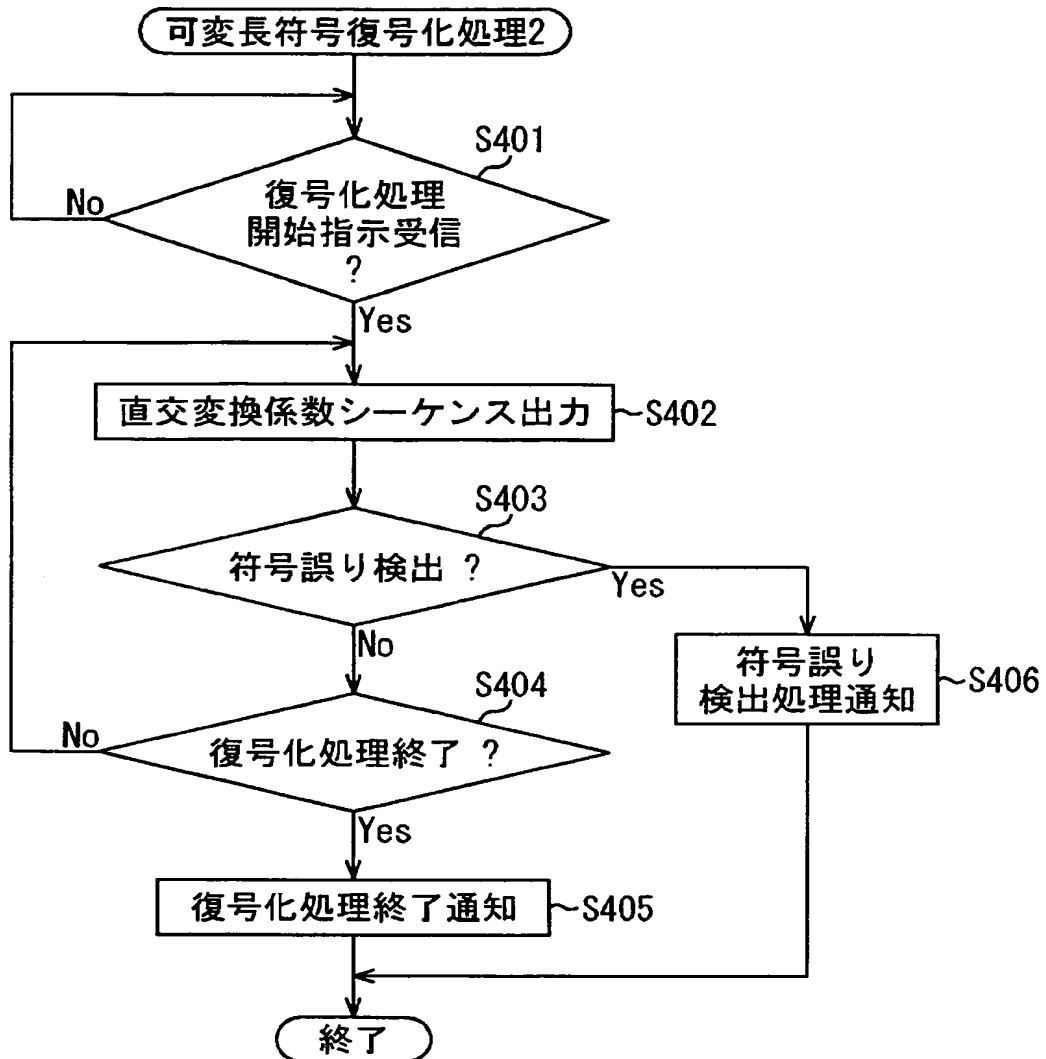 可変長符号復号化処理2
S401
復号化処理
開始指示受信
?
No
Yes
直交変換係数シーケンス出力
S402
S403
符号誤り検出 ?
Yes
No
符号誤り
検出処理通知
S406
S404
復号化処理終了 ?
No
Yes
復号化処理終了通知
S405
終了